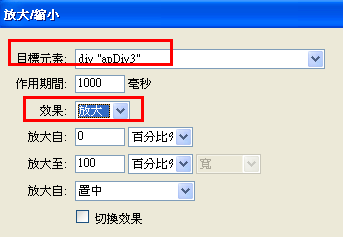 放大/縮小
目標元素: div "apDiv3"
作用期間: 1000 毫秒
效果: 放大
放大自: 0 百分比
放大至: 100 百分比 寬
放大自: 置中
切換效果